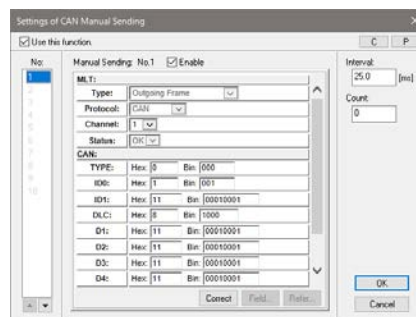 Settings of CAN Manual Sending
Use this function C P
No: Manual Sending: No.1 Enable Interval:
1 MLT: 25.0 [ms]
2 Type: Outgoing Frame Count:
3 Protocol: CAN 0
4 Channel: 1
5 Status: OK
6 CAN:
7 TYPE: Hex: 0 Bin: 000
8 ID0: Hex: 1 Bin: 001
9 ID1: Hex: 11 Bin: 00010001
10 DLC: Hex: 8 Bin: 1000
D1: Hex: 11 Bin: 00010001
D2: Hex: 11 Bin: 00010001
D3: Hex: 11 Bin: 00010001
D4: Hex: 11 Bin: 00010001
Correct Field... Refer... OK
Cancel